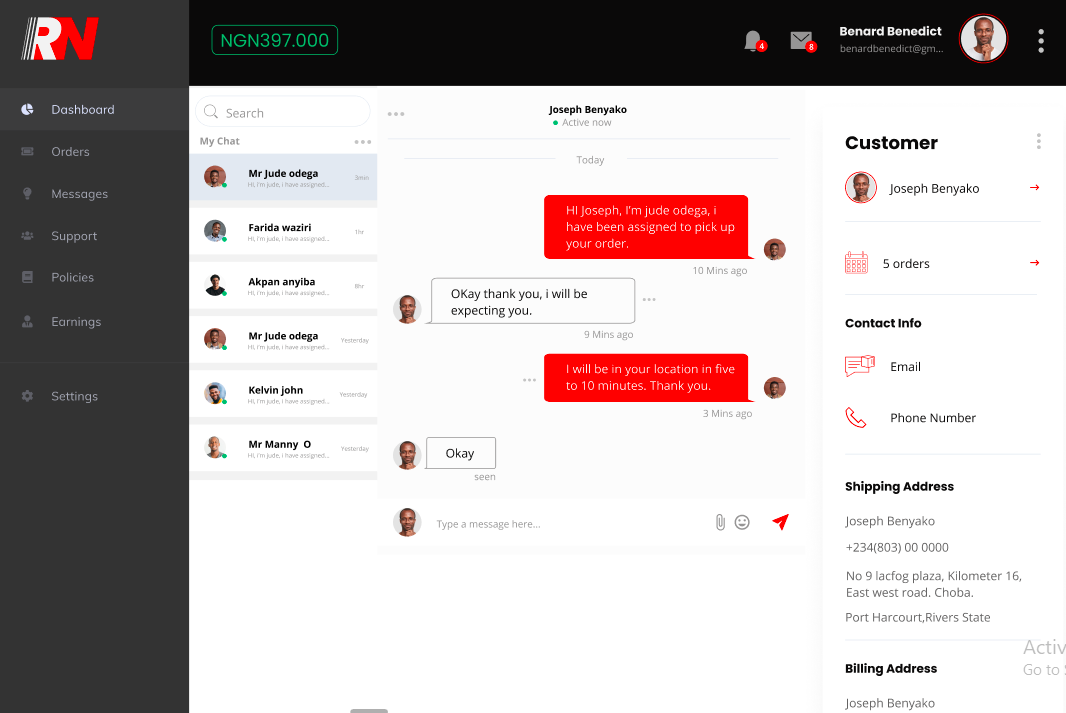 RN
NGN397.000
4
8
Benard Benedict
benardbenedict@gm...
Dashboard
Orders
Messages
Support
Policies
Earnings
Settings
Search
My Chat
Mr Jude odega
Hi, i'm jude, i have assigned...
3min
Farida waziri
Hi, i'm jude, i have assigned...
1hr
Akpan anyiba
Hi, i'm jude, i have assigned...
8hr
Mr Jude odega
Hi, i'm jude, i have assigned...
Yesterday
Kelvin john
Hi, i'm jude, i have assigned...
Yesterday
Mr Manny O
Hi, i'm jude, i have assigned...
Yesterday
Joseph Benyako
Active now
Today
HI Joseph, I'm jude odega, i
have been assigned to pick up
your order.
10 Mins ago
OKay thank you, i will be
expecting you.
9 Mins ago
I will be in your location in five
to 10 minutes. Thank you.
3 Mins ago
Okay
seen
Type a message here...
Customer
Joseph Benyako
5 orders
Contact Info
Email
Phone Number
Shipping Address
Joseph Benyako
+234(803) 00 0000
No 9 lacfog plaza, Kilometer 16,
East west road. Choba.
Port Harcourt,Rivers State
Billing Address
Joseph Benyako
Activ
Go to S